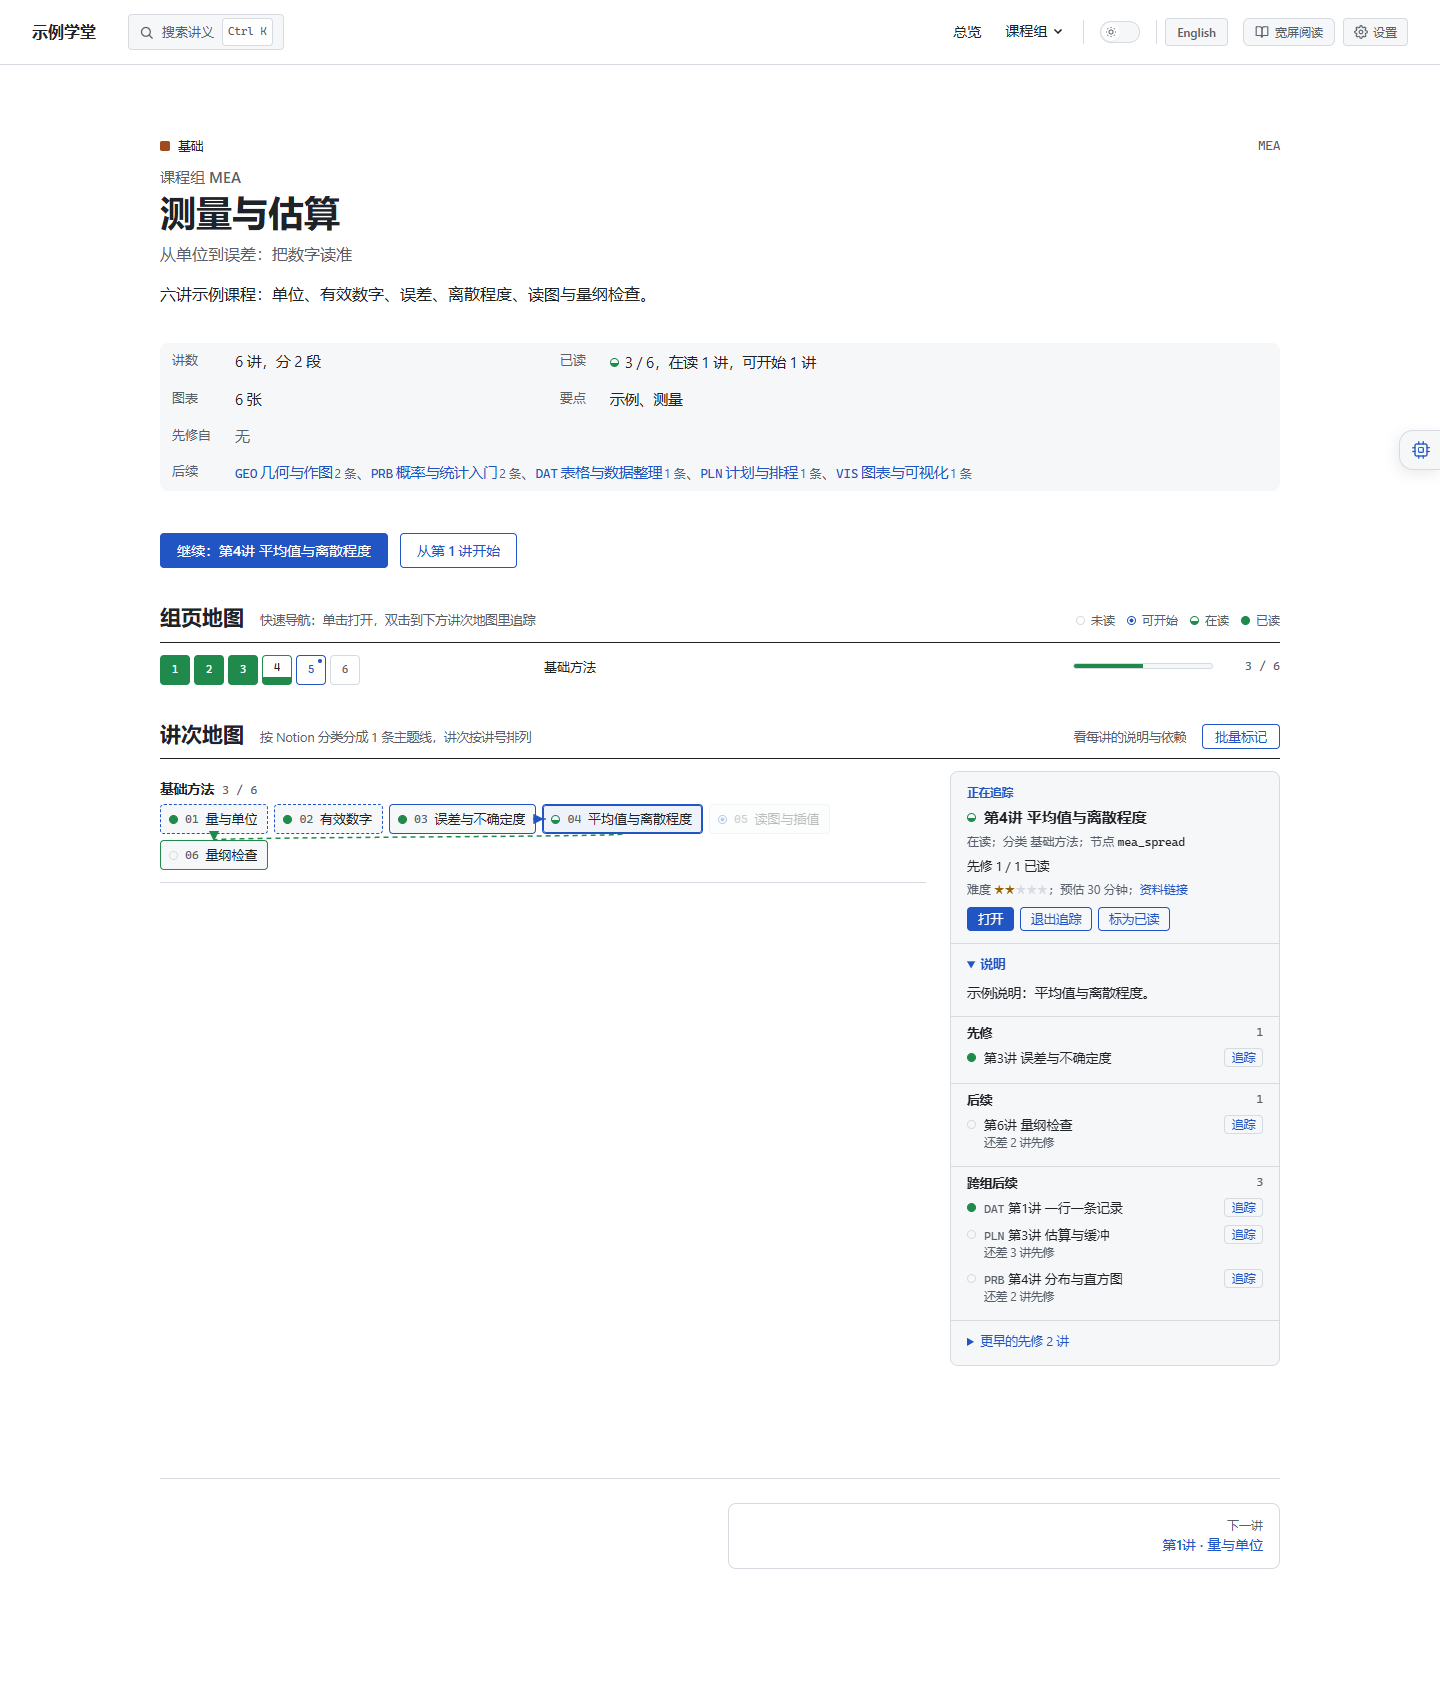 示例学堂
搜索讲义 Ctrl K
总览 课程组 English 宽屏阅读 设置
基础 MEA
课程组 MEA
测量与估算
从单位到误差：把数字读准
六讲示例课程：单位、有效数字、误差、离散程度、读图与量纲检查。
讲数 6 讲，分 2 段 已读 3 / 6，在读 1 讲，可开始 1 讲
图表 6 张 要点 示例、测量
先修自 无
后续 GEO 几何与作图 2 条、PRB 概率与统计入门 2 条、DAT 表格与数据整理 1 条、PLN 计划与排程 1 条、VIS 图表与可视化 1 条
继续：第4讲 平均值与离散程度 从第 1 讲开始
组页地图 快速导航：单击打开，双击到下方讲次地图里追踪 未读 可开始 在读 已读
1 2 3 4 5 6 基础方法 3 / 6
讲次地图 按 Notion 分类分成 1 条主题线，讲次按讲号排列 看每讲的说明与依赖 批量标记
基础方法 3 / 6
01 量与单位 02 有效数字 03 误差与不确定度 04 平均值与离散程度 05 读图与插值
06 量纲检查
正在追踪
第4讲 平均值与离散程度
在读；分类 基础方法；节点 mea_spread
先修 1 / 1 已读
难度 ★★★★★；预估 30 分钟；资料链接
打开 退出追踪 标为已读
▼ 说明
示例说明：平均值与离散程度。
先修 1
第3讲 误差与不确定度 追踪
后续 1
第6讲 量纲检查 追踪
还差 2 讲先修
跨组后续 3
DAT 第1讲 一行一条记录 追踪
PLN 第3讲 估算与缓冲 追踪
还差 3 讲先修
PRB 第4讲 分布与直方图 追踪
还差 2 讲先修
▶ 更早的先修 2 讲
下一讲
第1讲 · 量与单位